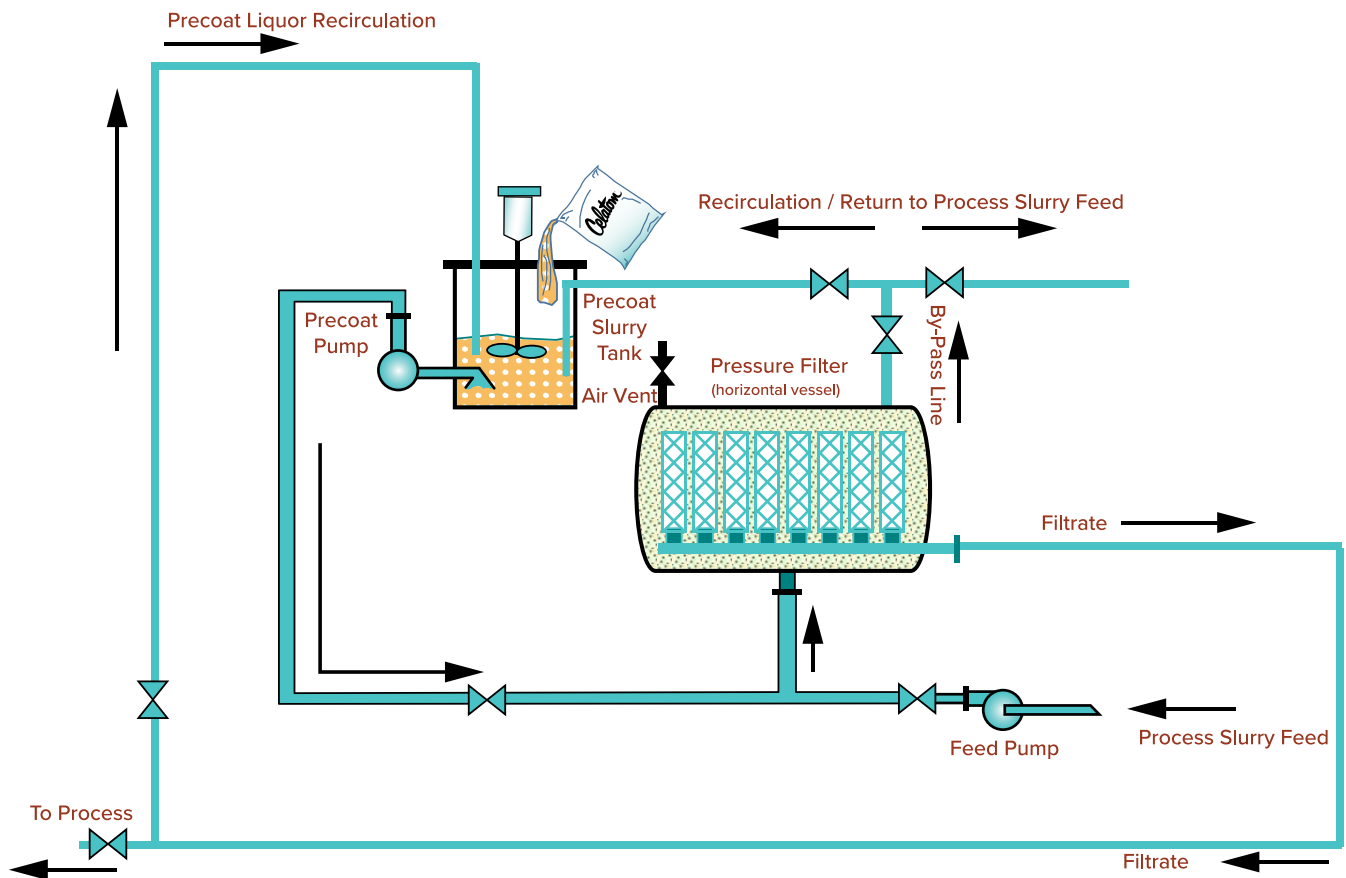 Precoat Liquor Recirculation
Celatom
Recirculation / Return to Process Slurry Feed
Precoat
Pump
Precoat
Slurry
Tank
Air Vent
Pressure Filter
(horizontal vessel)
By-Pass Line
Filtrate
Feed Pump
Process Slurry Feed
To Process
Filtrate